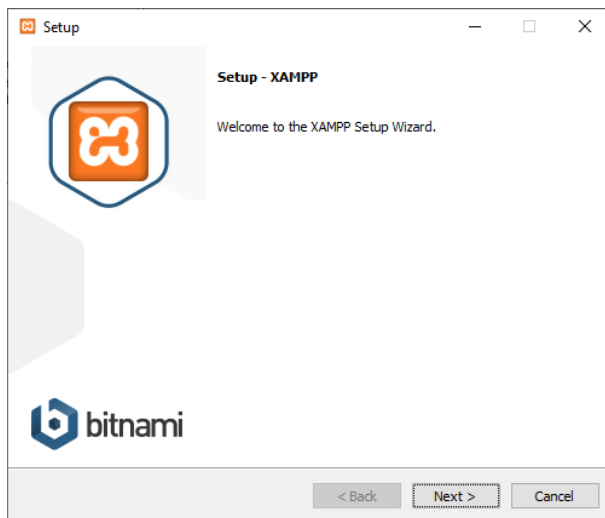 Setup
Setup - XAMPP
Welcome to the XAMPP Setup Wizard.
bitnami
< Back
Next >
Cancel